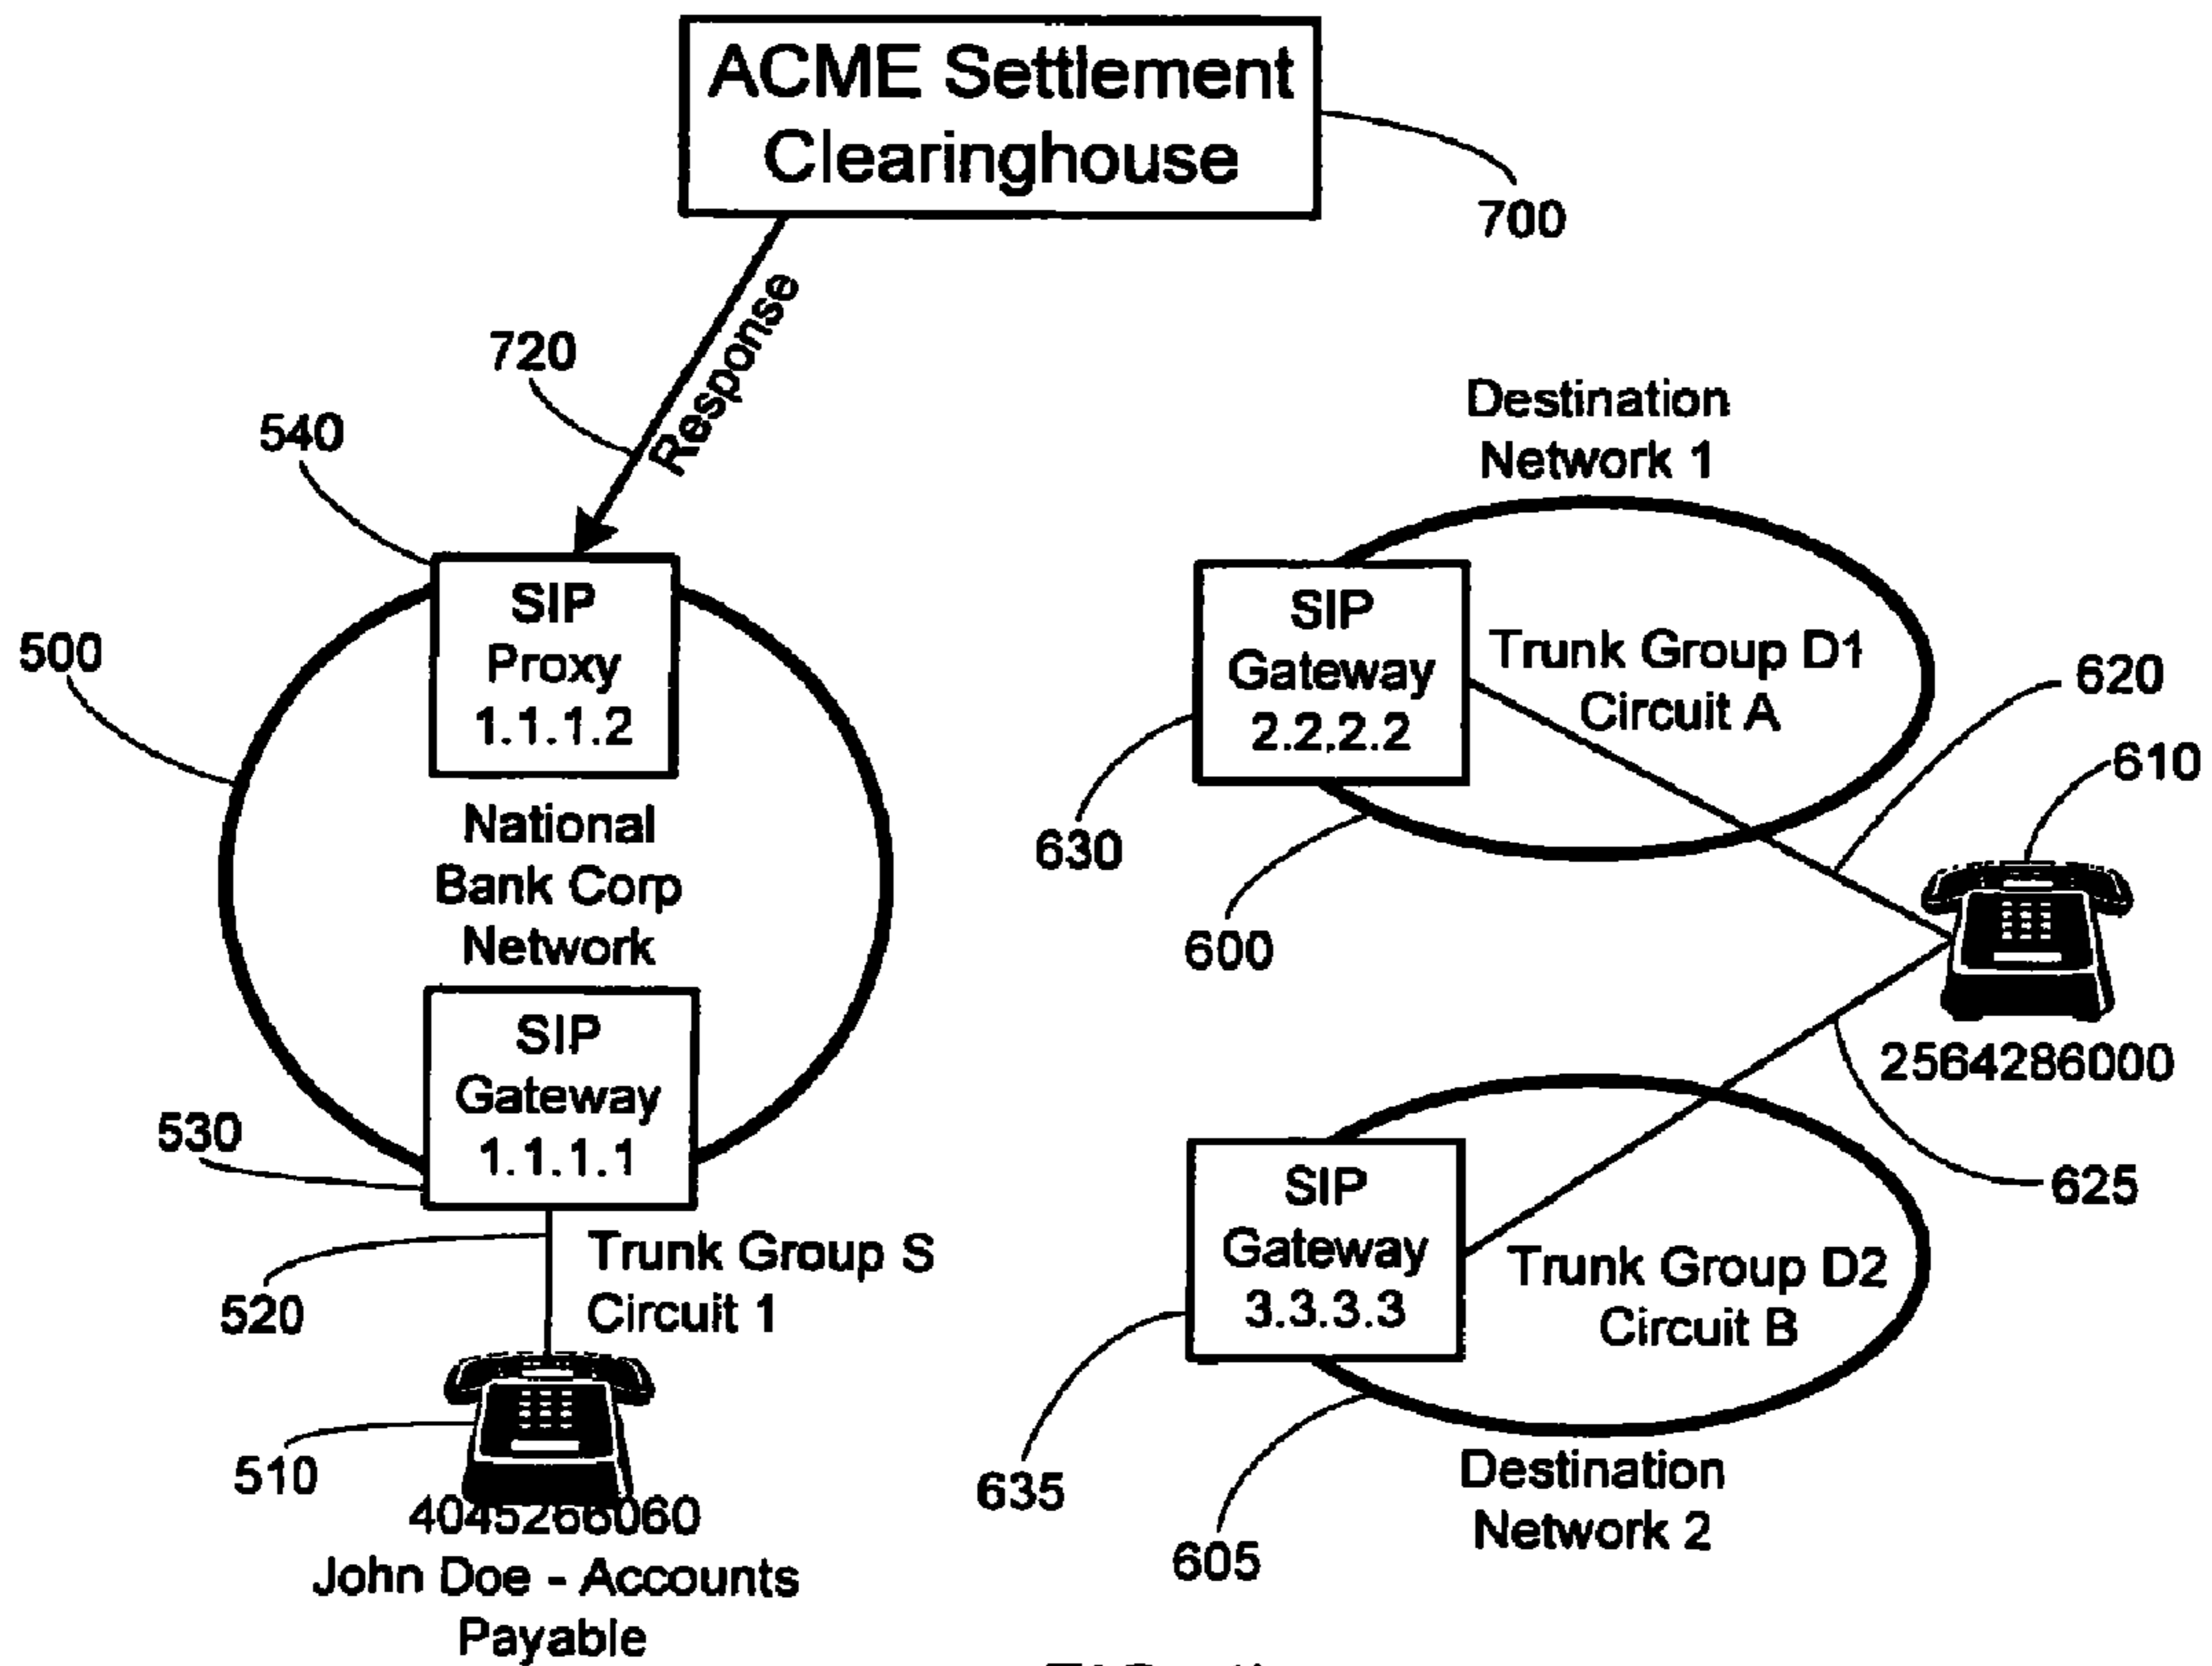 ACME Settlement
Clearinghouse
700
Response
720
540
500
SIP
Proxy
1.1.1.2
National
Bank Corp
Network
SIP
Gateway
1.1.1.1
530
520
Trunk Group S
Circuit 1
510
4045266060
John Doe - Accounts
Payable
Destination
Network 1
SIP
Gateway
2.2.2.2
Trunk Group D1
Circuit A
620
610
630
600
2564286000
625
SIP
Gateway
3.3.3.3
Trunk Group D2
Circuit B
635
605
Destination
Network 2